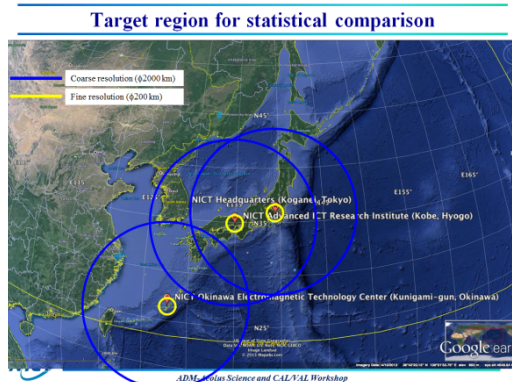 Target region for statistical comparison
Coarse resolution (ϕ2000 km)
Fine resolution (ϕ200 km)
N45°
E165°
E155°
NICT Headquarters (Koganei, Tokyo)
NICT Advanced ICT Research Institute (Kobe, Hyogo)
N35°
NICT Okinawa Electromagnetic Technology Center (Kunigami-gun, Okinawa)
N25°
Google ear
ADM-Aeolus Science and CAL/VAL Workshop